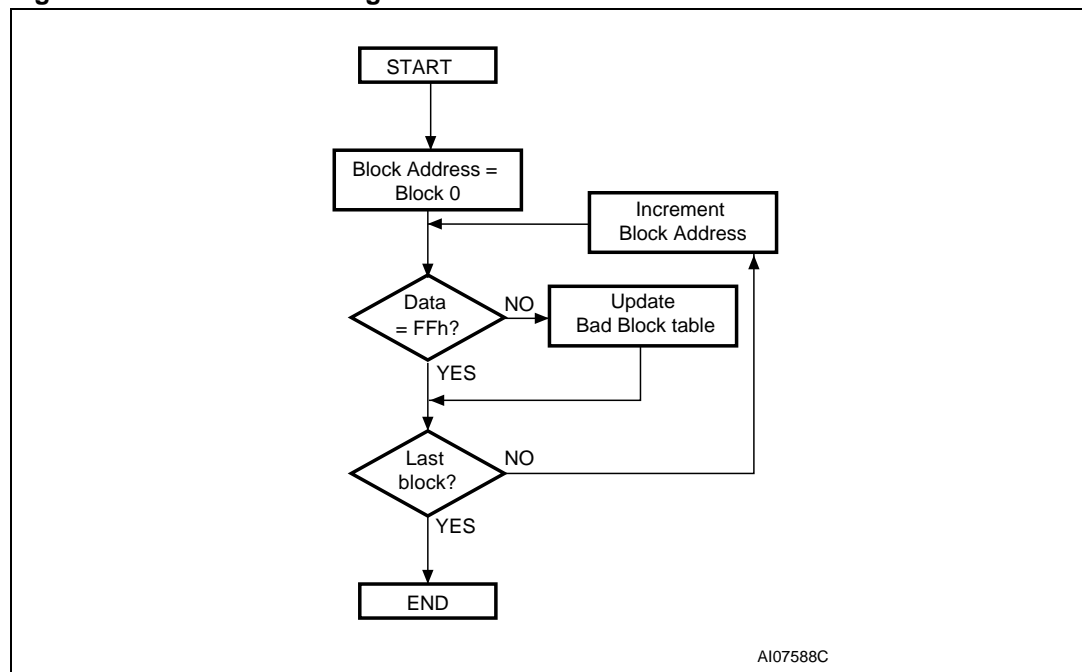 START
Block Address =
Block 0
Increment
Block Address
Data
= FFh?
NO
Update
Bad Block table
YES
Last
block?
NO
YES
END
AI07588C